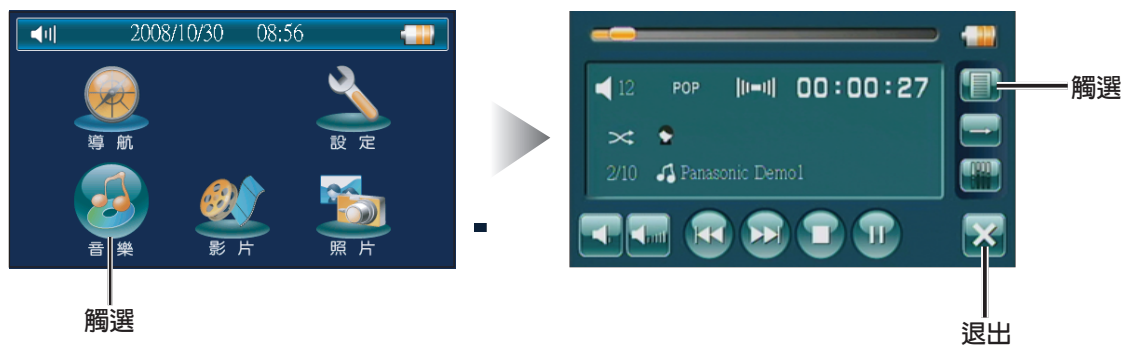 2008/10/30 08:56
導航
設定
音樂
影片
照片
觸選
12 POP 00:00:27
2/10 Panasonic Demo1
觸選
退出